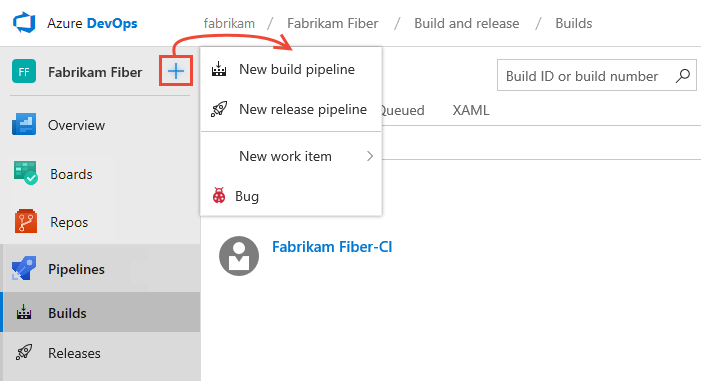 Azure DevOps
fabrikam / Fabrikam Fiber / Build and release / Builds
FF Fabrikam Fiber
New build pipeline
New release pipeline
New work item
Bug
Build ID or build number
Queued XAML
Overview
Boards
Repos
Pipelines
Builds
Releases
Fabrikam Fiber-CI